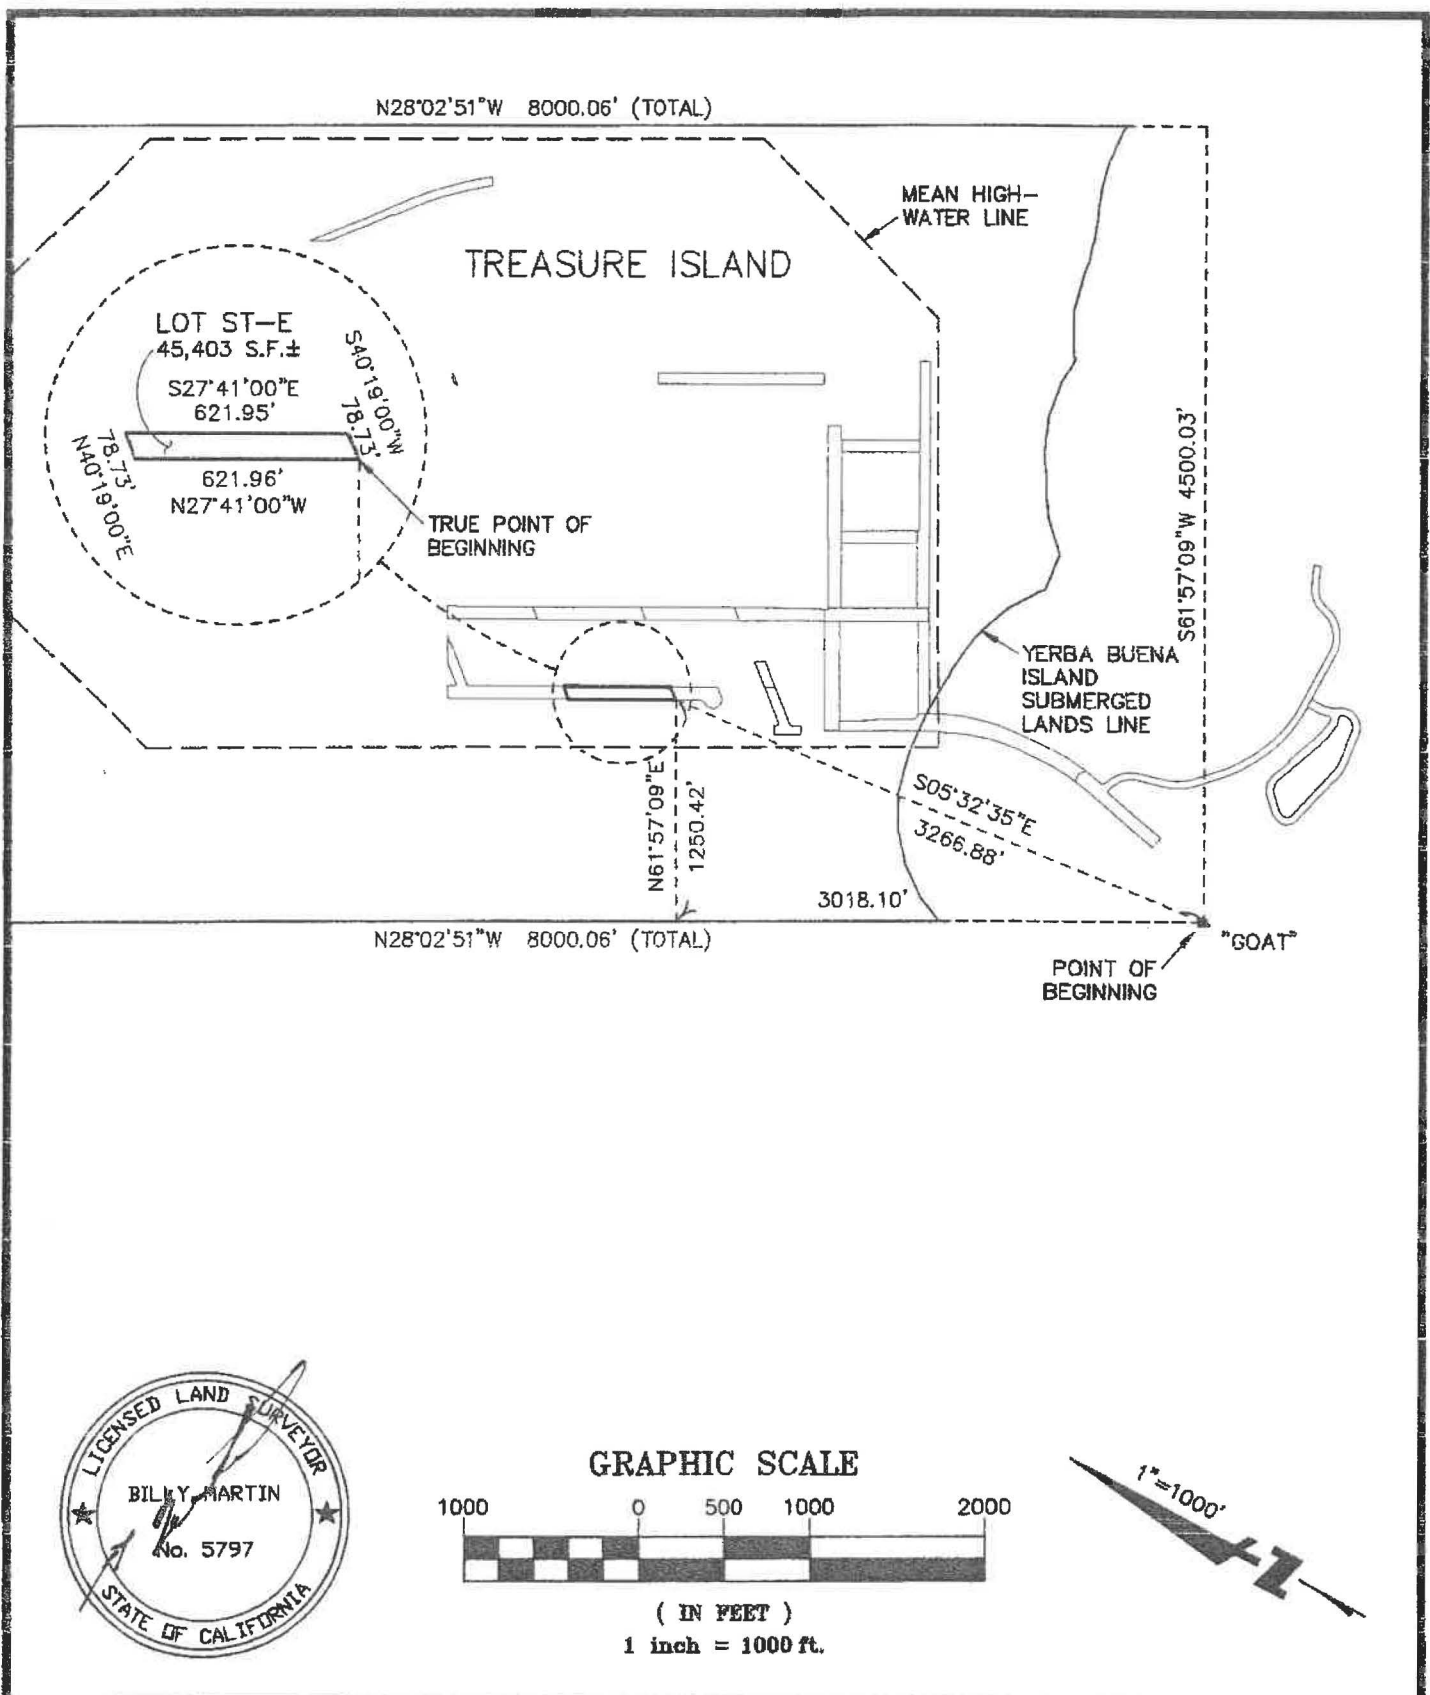 N28°02'51"W 8000.06' (TOTAL)
MEAN HIGH-
WATER LINE
TREASURE ISLAND
LOT ST-E
45,403 S.F.±
S27°41'00"E
621.95'
S40°19'00"W
78.73'
78.73'
N40°19'00"E
621.96'
N27°41'00"W
TRUE POINT OF
BEGINNING
S61°57'09"W 4500.03'
YERBA BUENA
ISLAND
SUBMERGED
LANDS LINE
N61°57'09"E
1250.42'
S05°32'35"E
3266.88'
3018.10'
N28°02'51"W 8000.06' (TOTAL)
"GOAT"
POINT OF
BEGINNING
LICENSED LAND SURVEYOR
BILLY MARTIN
No. 5797
STATE OF CALIFORNIA
GRAPHIC SCALE
1000 0 500 1000 2000
( IN FEET )
1 inch = 1000 ft.
1"=1000'
N